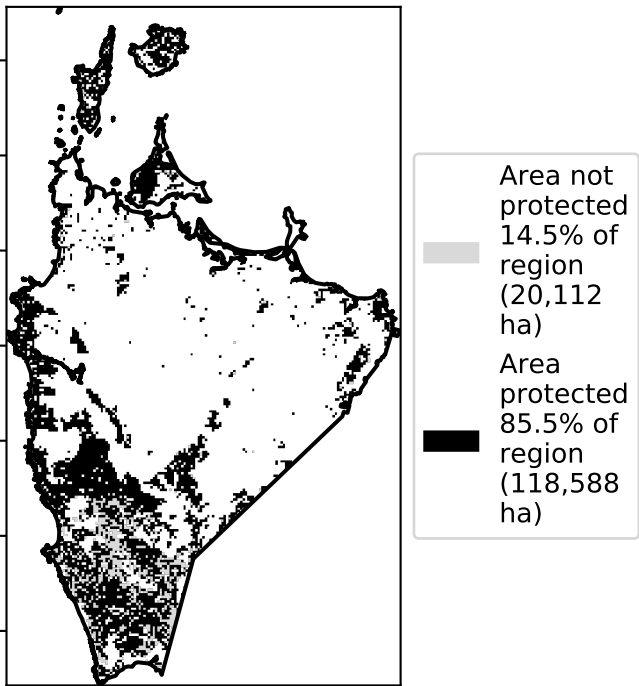 Area not
protected
14.5% of
region
(20,112
ha)
Area
protected
85.5% of
region
(118,588
ha)